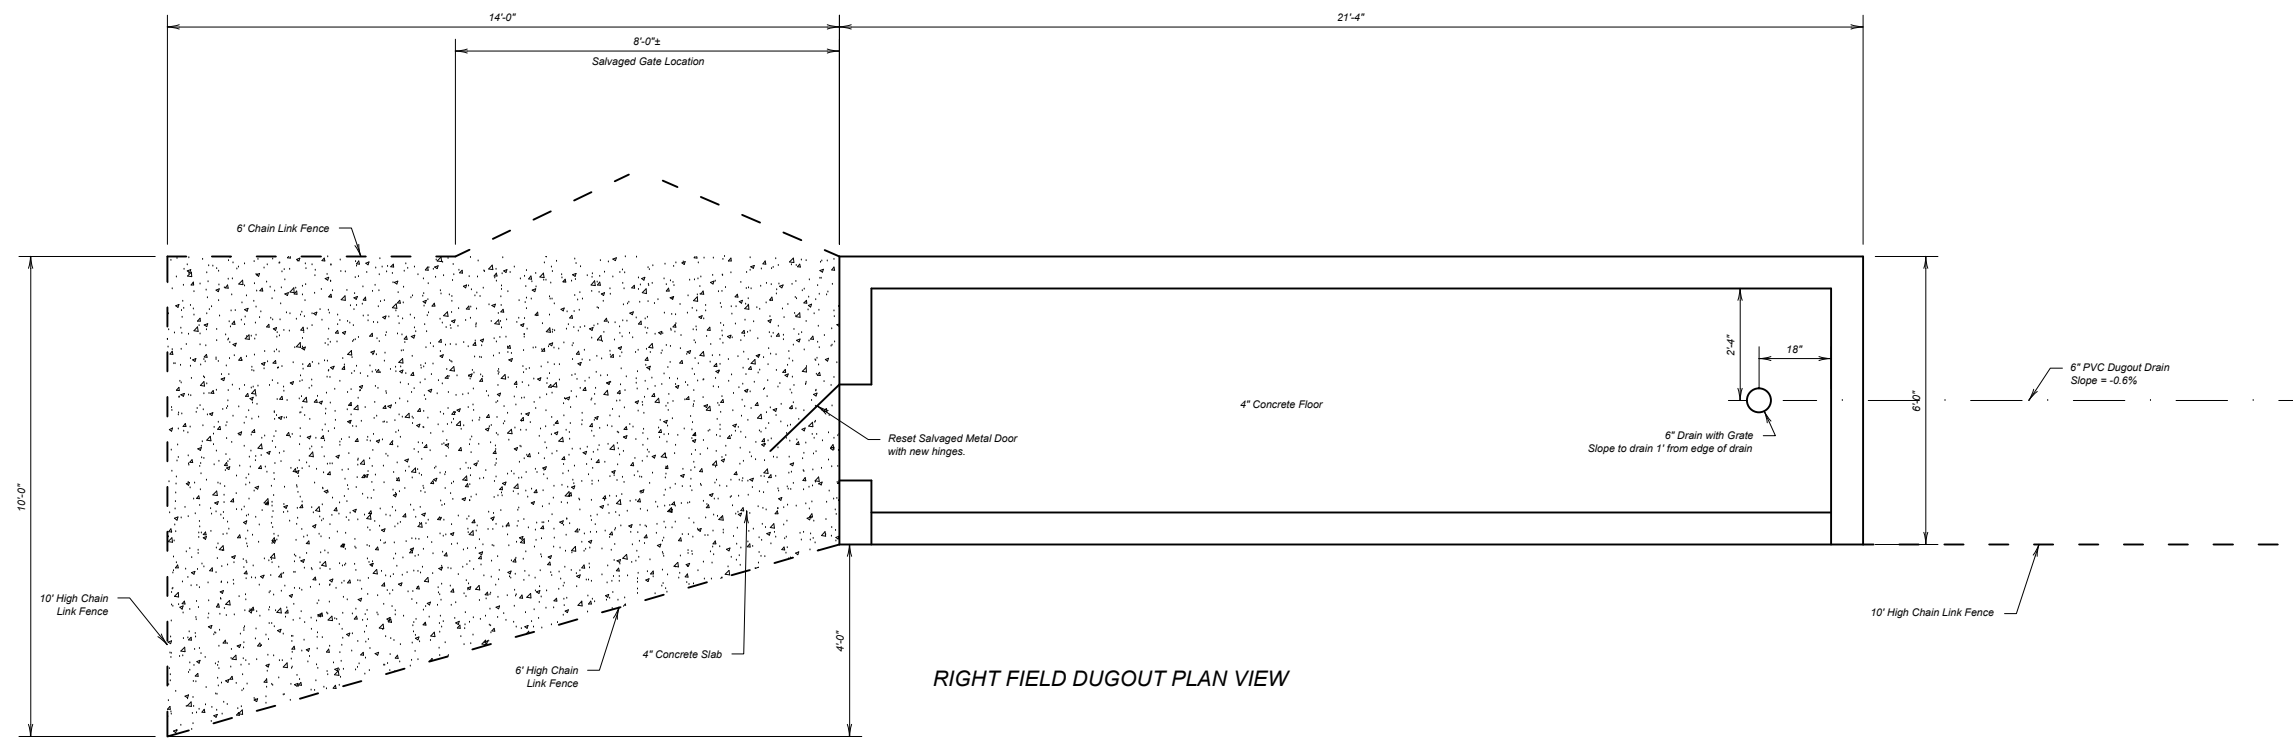 14'-0"
21'-4"
8'-0"±
Salvaged Gate Location
6' Chain Link Fence
2'-4"
18"
6" PVC Dugout Drain
Slope = -0.6%
6'-0"
4" Concrete Floor
Reset Salvaged Metal Door
with new hinges.
6" Drain with Grate
Slope to drain 1' from edge of drain
10'-0"
10' High Chain
Link Fence
10' High Chain Link Fence
4'-0"
4" Concrete Slab
6' High Chain
Link Fence
RIGHT FIELD DUGOUT PLAN VIEW